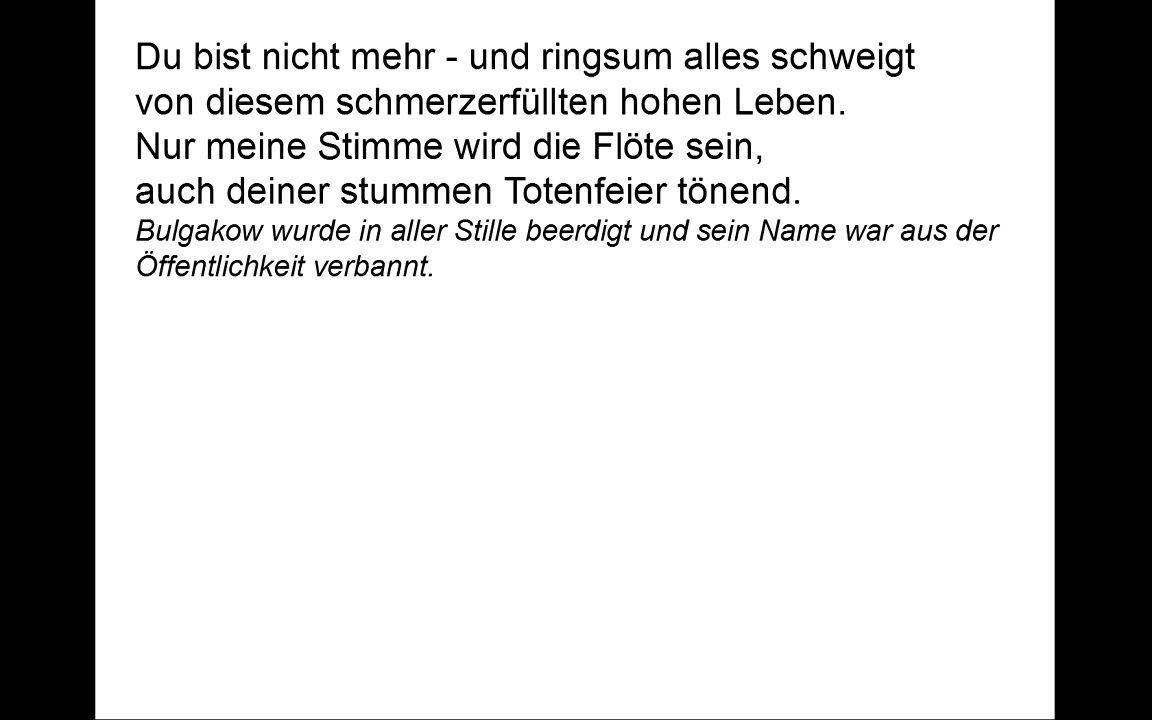 Du bist nicht mehr - und ringsum alles schweigt
von diesem schmerzerfüllten hohen Leben.
Nur meine Stimme wird die Flöte sein,
auch deiner stummen Totenfeier tönend.
Bulgakow wurde in aller Stille beerdigt und sein Name war aus der
Öffentlichkeit verbannt.